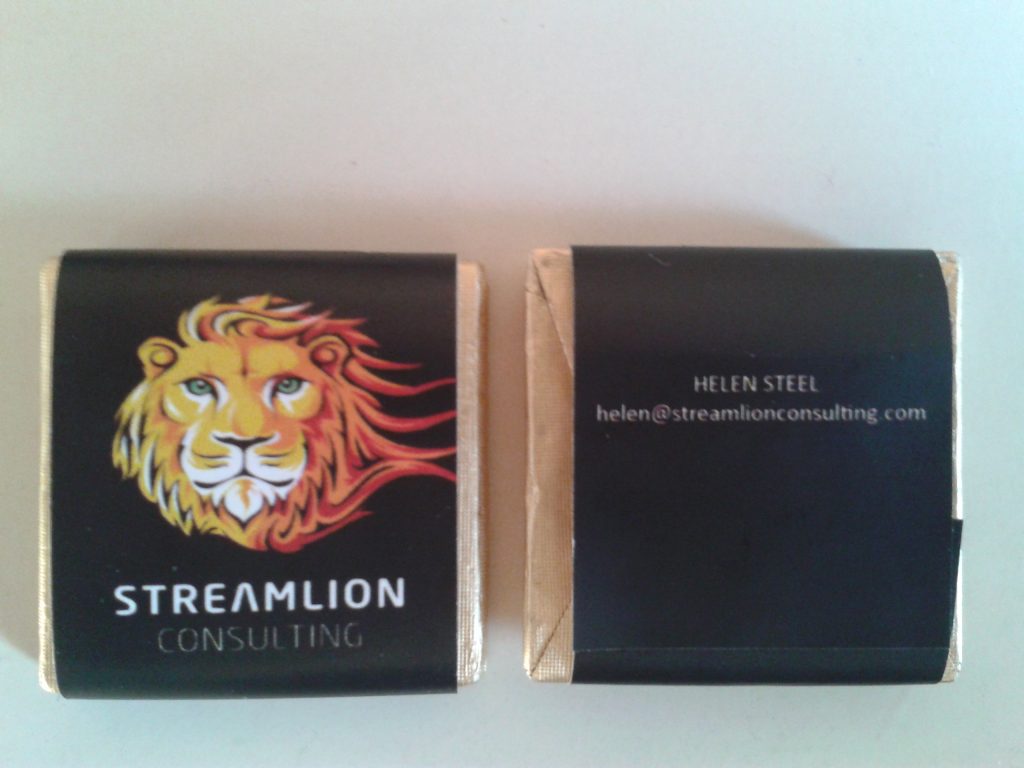 STREAMLION
CONSULTING
HELEN STEEL
helen@streamlionconsulting.com